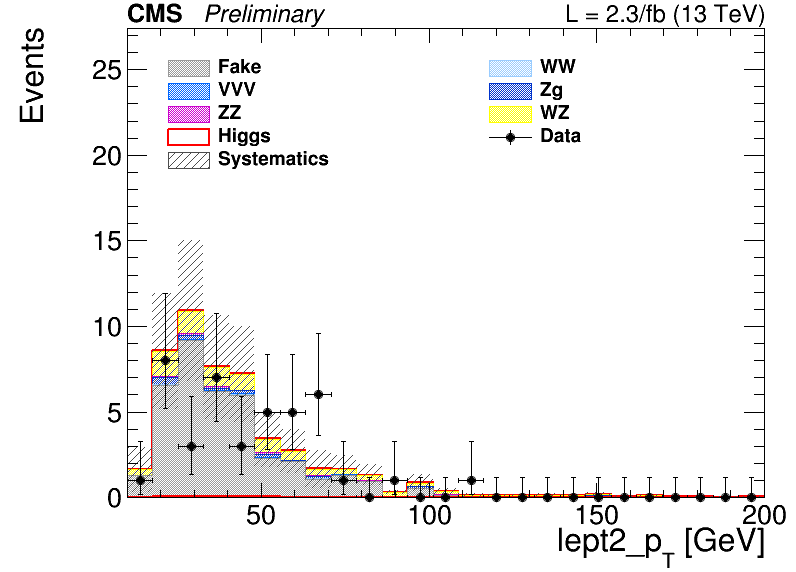 CMS Preliminary L = 2.3/fb (13 TeV)
Events
25
20
15
10
5
0
Fake
VVV
ZZ
Higgs
Systematics
WW
Zg
WZ
Data
50 100 150 200
lept2_p_T [GeV]